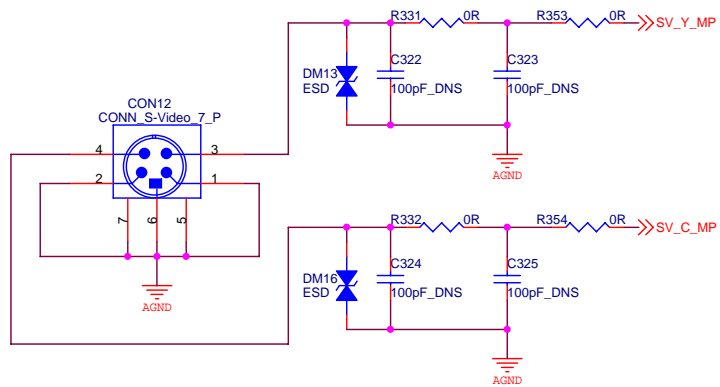 R331
0R
R353
0R
SV_Y_MP
C322
C323
DM13
ESD
100pF_DNS
100pF_DNS
CON12
CONN_S-Video_7_P
4
3
2
1
7
6
5
AGND
R332
0R
R354
0R
SV_C_MP
C324
C325
DM16
ESD
100pF_DNS
100pF_DNS
AGND
AGND